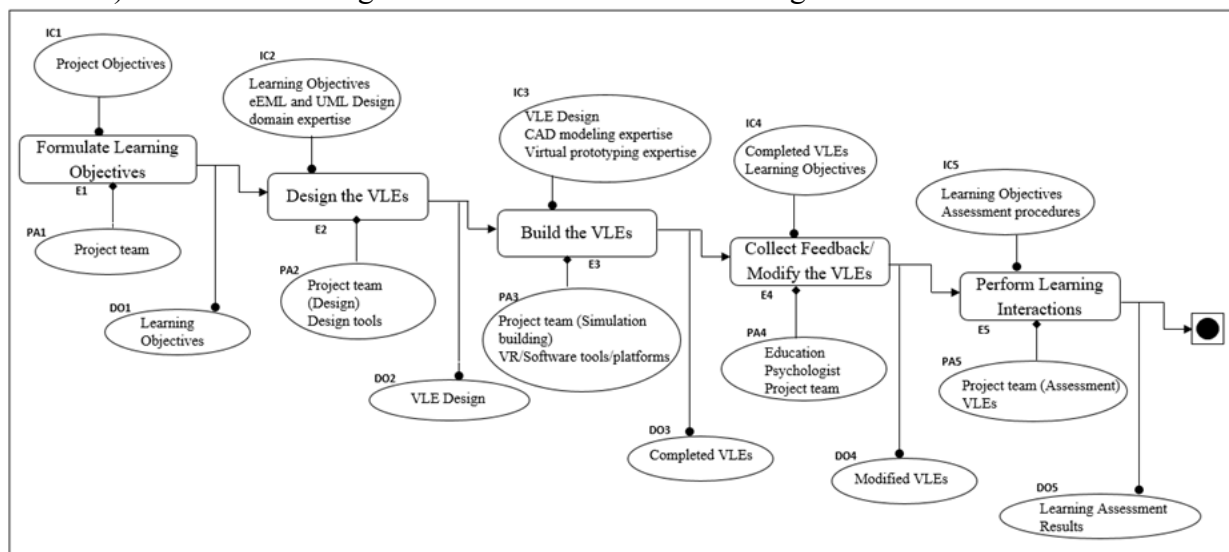 IC1
Project Objectives
Formulate Learning
Objectives
E1
PA1
Project team
DO1
Learning
Objectives
IC2
Learning Objectives
eEML and UML Design
domain expertise
Design the VLEs
E2
PA2
Project team
(Design)
Design tools
DO2
VLE Design
IC3
VLE Design
CAD modeling expertise
Virtual prototyping expertise
Build the VLEs
E3
PA3
Project team (Simulation
building)
VR/Software tools/platforms
DO3
Completed VLEs
IC4
Completed VLEs
Learning Objectives
Collect Feedback/
Modify the VLEs
E4
PA4
Education
Psychologist
Project team
DO4
Modified VLEs
IC5
Learning Objectives
Assessment procedures
Perform Learning
Interactions
E5
PA5
Project team (Assessment)
VLEs
DO5
Learning Assessment
Results